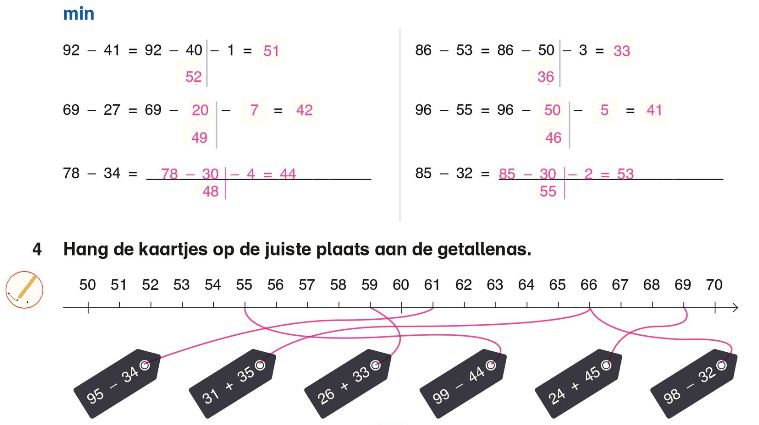 min
92 – 41 = 92 – 40 – 1 = 51
52
69 – 27 = 69 – 20 – 7 = 42
49
78 – 34 = 78 – 30 – 4 = 44
48
86 – 53 = 86 – 50 – 3 = 33
36
96 – 55 = 96 – 50 – 5 = 41
46
85 – 32 = 85 – 30 – 2 = 53
55
4 Hang de kaartjes op de juiste plaats aan de getallenas.
50 51 52 53 54 55 56 57 58 59 60 61 62 63 64 65 66 67 68 69 70
95 – 34
31 + 35
26 + 33
99 – 44
24 + 45
98 – 32